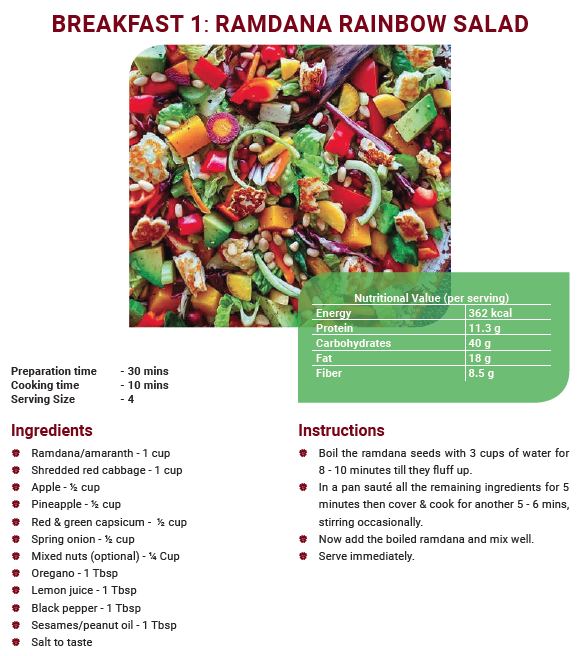 BREAKFAST 1: RAMDANA RAINBOW SALAD
Nutritional Value (per serving)
Energy 362 kcal
Protein 11.3 g
Carbohydrates 40 g
Fat 18 g
Fiber 8.5 g
Preparation time - 30 mins
Cooking time - 10 mins
Serving Size - 4
Ingredients
Ramdana/amaranth - 1 cup
Shredded red cabbage - 1 cup
Apple - ½ cup
Pineapple - ½ cup
Red & green capsicum - ½ cup
Spring onion - ½ cup
Mixed nuts (optional) - ¼ Cup
Oregano - 1 Tbsp
Lemon juice - 1 Tbsp
Black pepper - 1 Tbsp
Sesames/peanut oil - 1 Tbsp
Salt to taste
Instructions
Boil the ramdana seeds with 3 cups of water for
8 - 10 minutes till they fluff up.
In a pan sauté all the remaining ingredients for 5
minutes then cover & cook for another 5 - 6 mins,
stirring occasionally.
Now add the boiled ramdana and mix well.
Serve immediately.